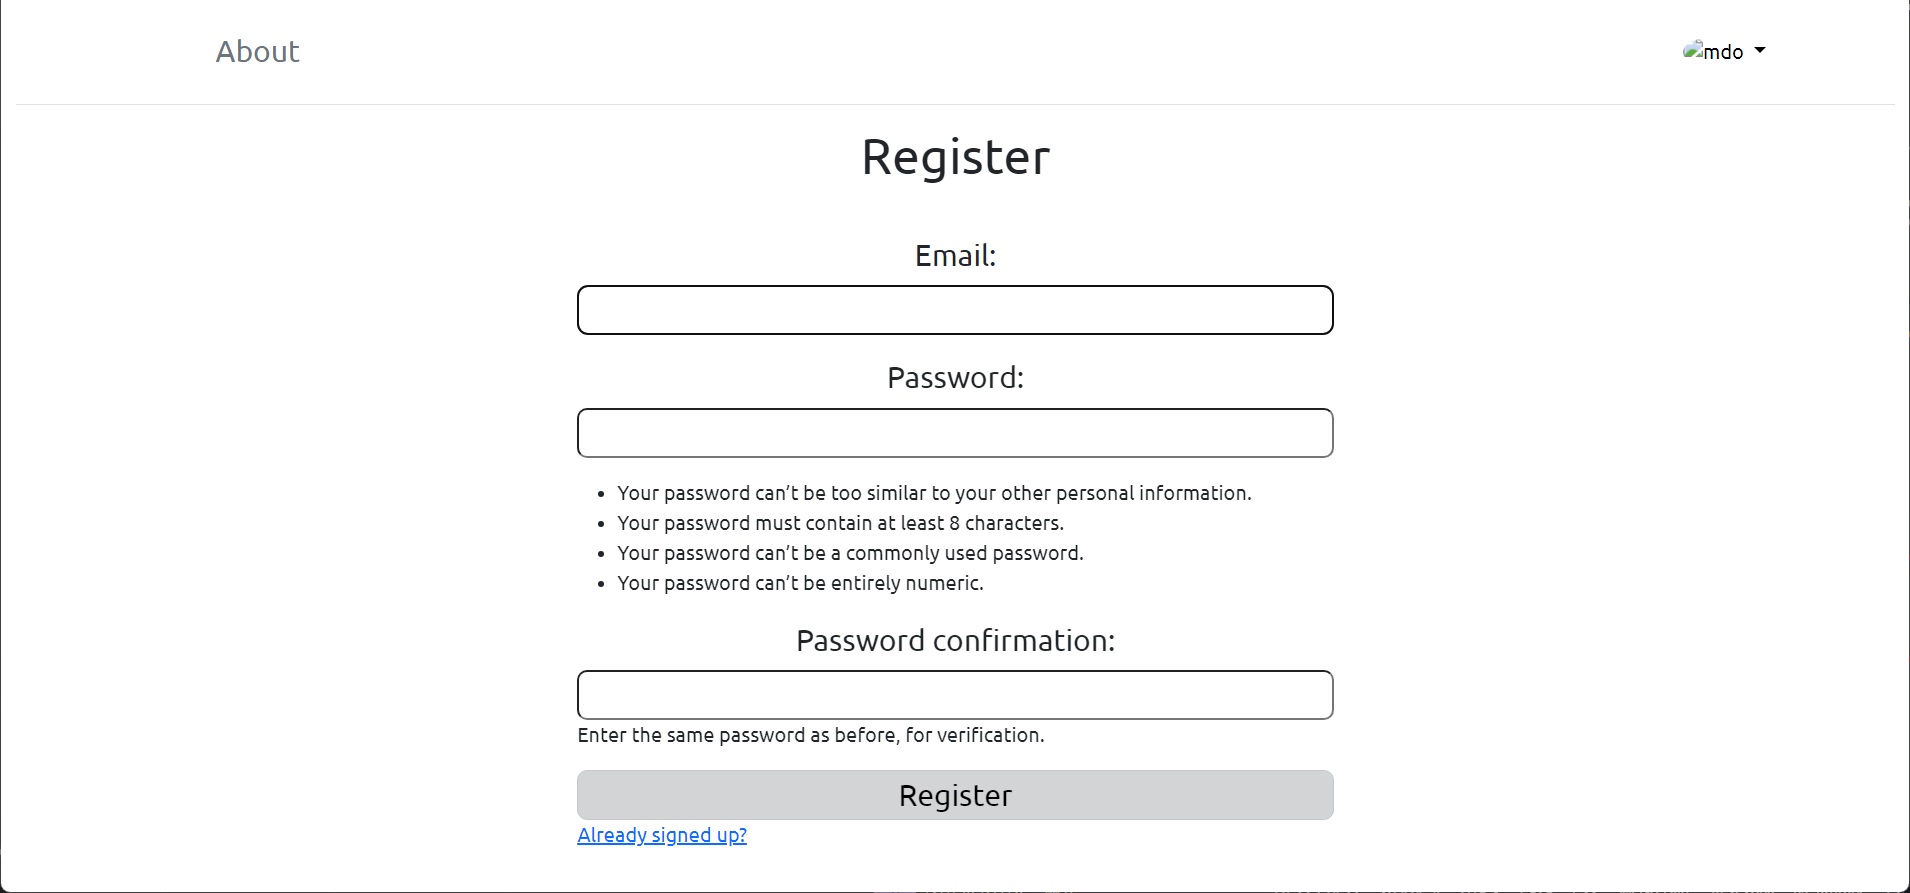 About
mdo
Register
Email:
Password:
Your password can’t be too similar to your other personal information.
Your password must contain at least 8 characters.
Your password can’t be a commonly used password.
Your password can’t be entirely numeric.
Password confirmation:
Enter the same password as before, for verification.
Register
Already signed up?